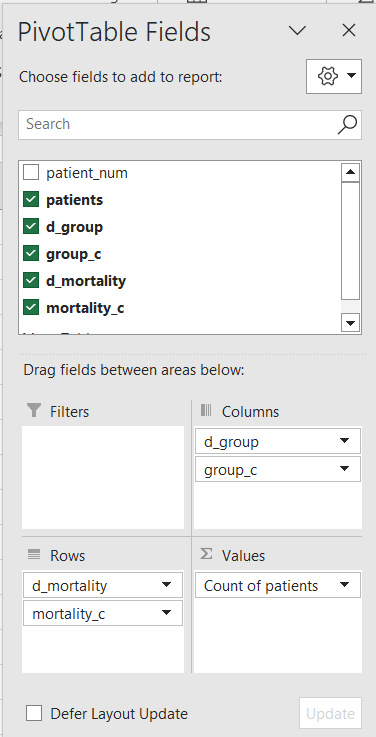 PivotTable Fields
Choose fields to add to report:
Search
patient_num
patients
d_group
group_c
d_mortality
mortality_c
Drag fields between areas below:
Filters
Columns
d_group
group_c
Rows
Values
d_mortality
Count of patients
mortality_c
Defer Layout Update
Update